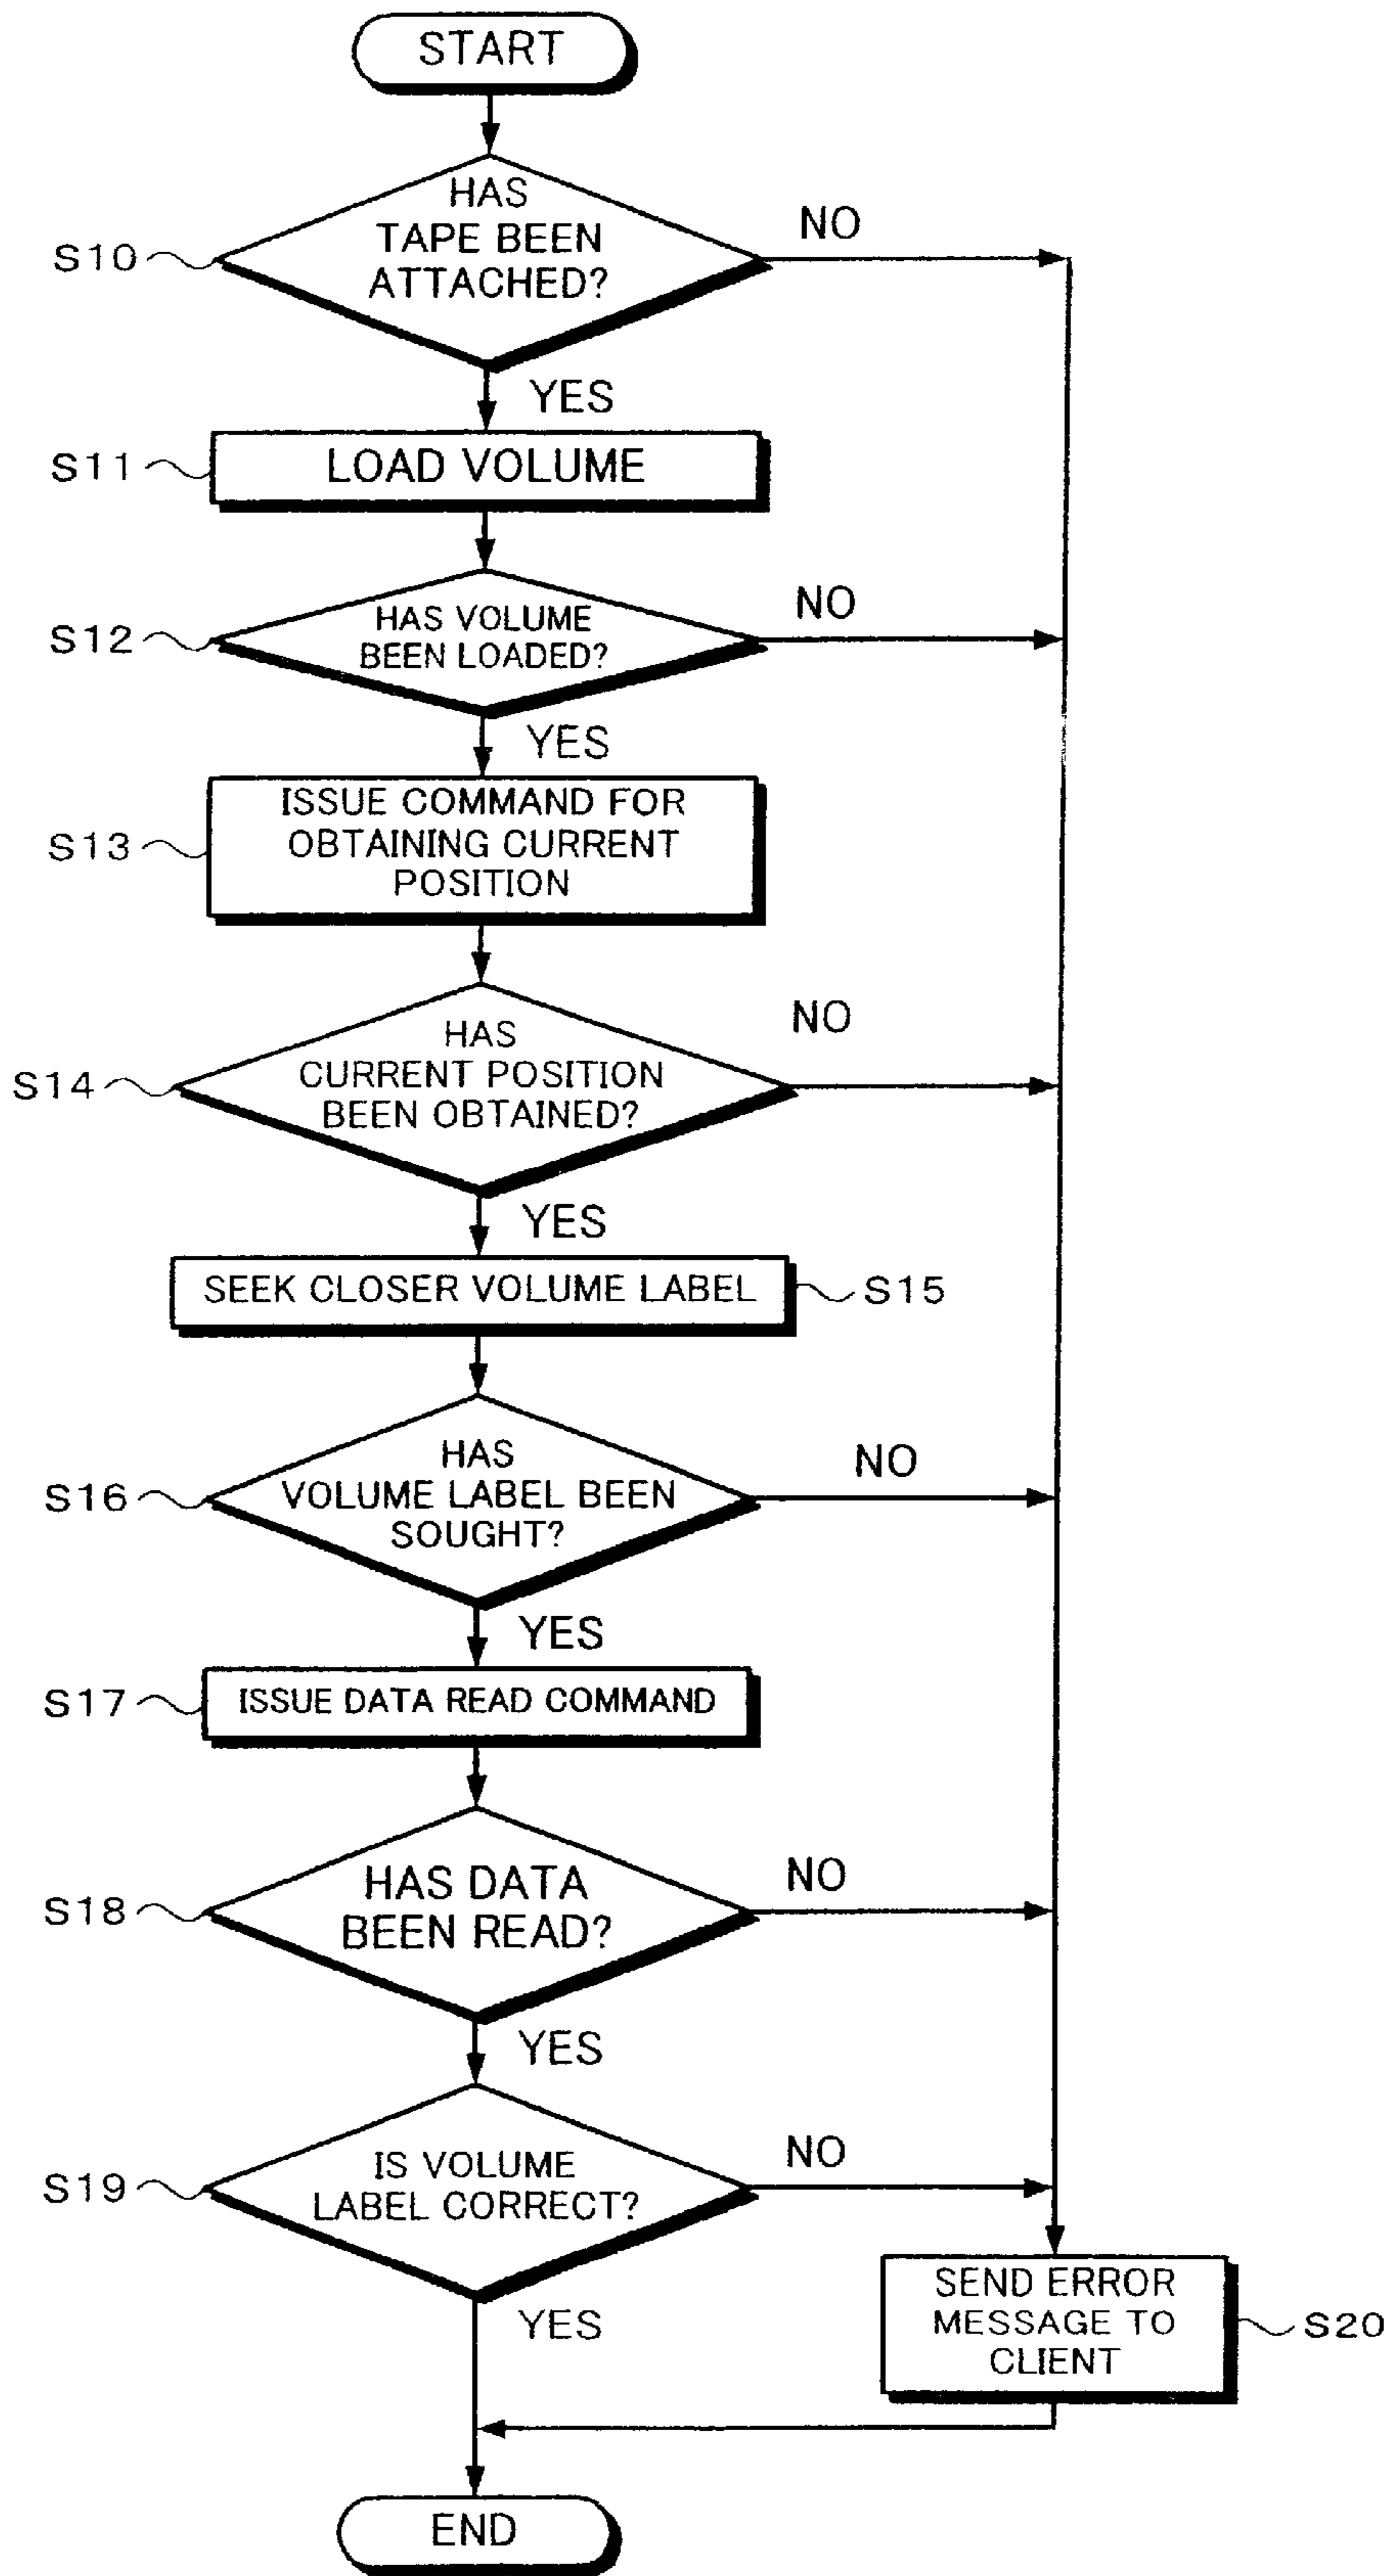 START
HAS
TAPE BEEN
ATTACHED?
NO
S10
YES
S11
LOAD VOLUME
HAS VOLUME
BEEN LOADED?
NO
S12
YES
ISSUE COMMAND FOR
OBTAINING CURRENT
POSITION
S13
HAS
CURRENT POSITION
BEEN OBTAINED?
NO
S14
YES
SEEK CLOSER VOLUME LABEL
S15
HAS
VOLUME LABEL BEEN
SOUGHT?
NO
S16
YES
S17
ISSUE DATA READ COMMAND
HAS DATA
BEEN READ?
NO
S18
YES
IS VOLUME
LABEL CORRECT?
NO
S19
YES
SEND ERROR
MESSAGE TO
CLIENT
S20
END